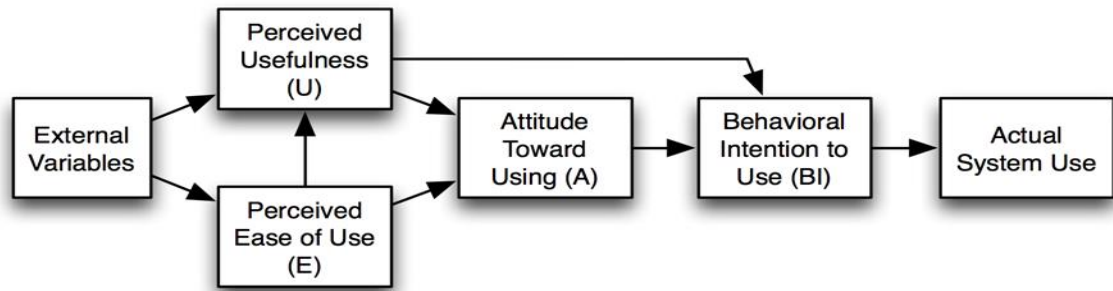 External
Variables
Perceived
Usefulness
(U)
Perceived
Ease of Use
(E)
Attitude
Toward
Using (A)
Behavioral
Intention to
Use (BI)
Actual
System Use